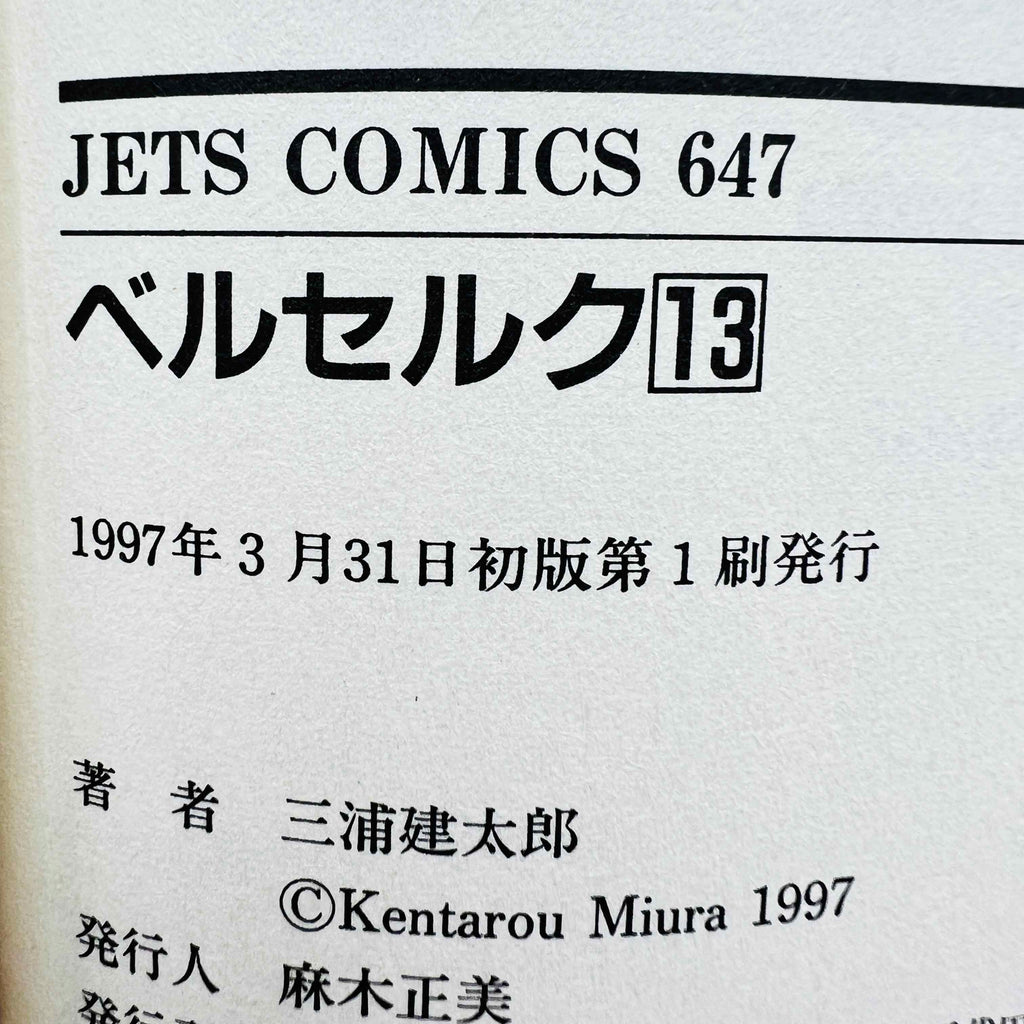 JETS COMICS 647
ベルセルク13
1997年3月31日初版第1刷発行
著者 三浦建太郎
©Kentarou Miura 1997
発行人 麻木正美
発行